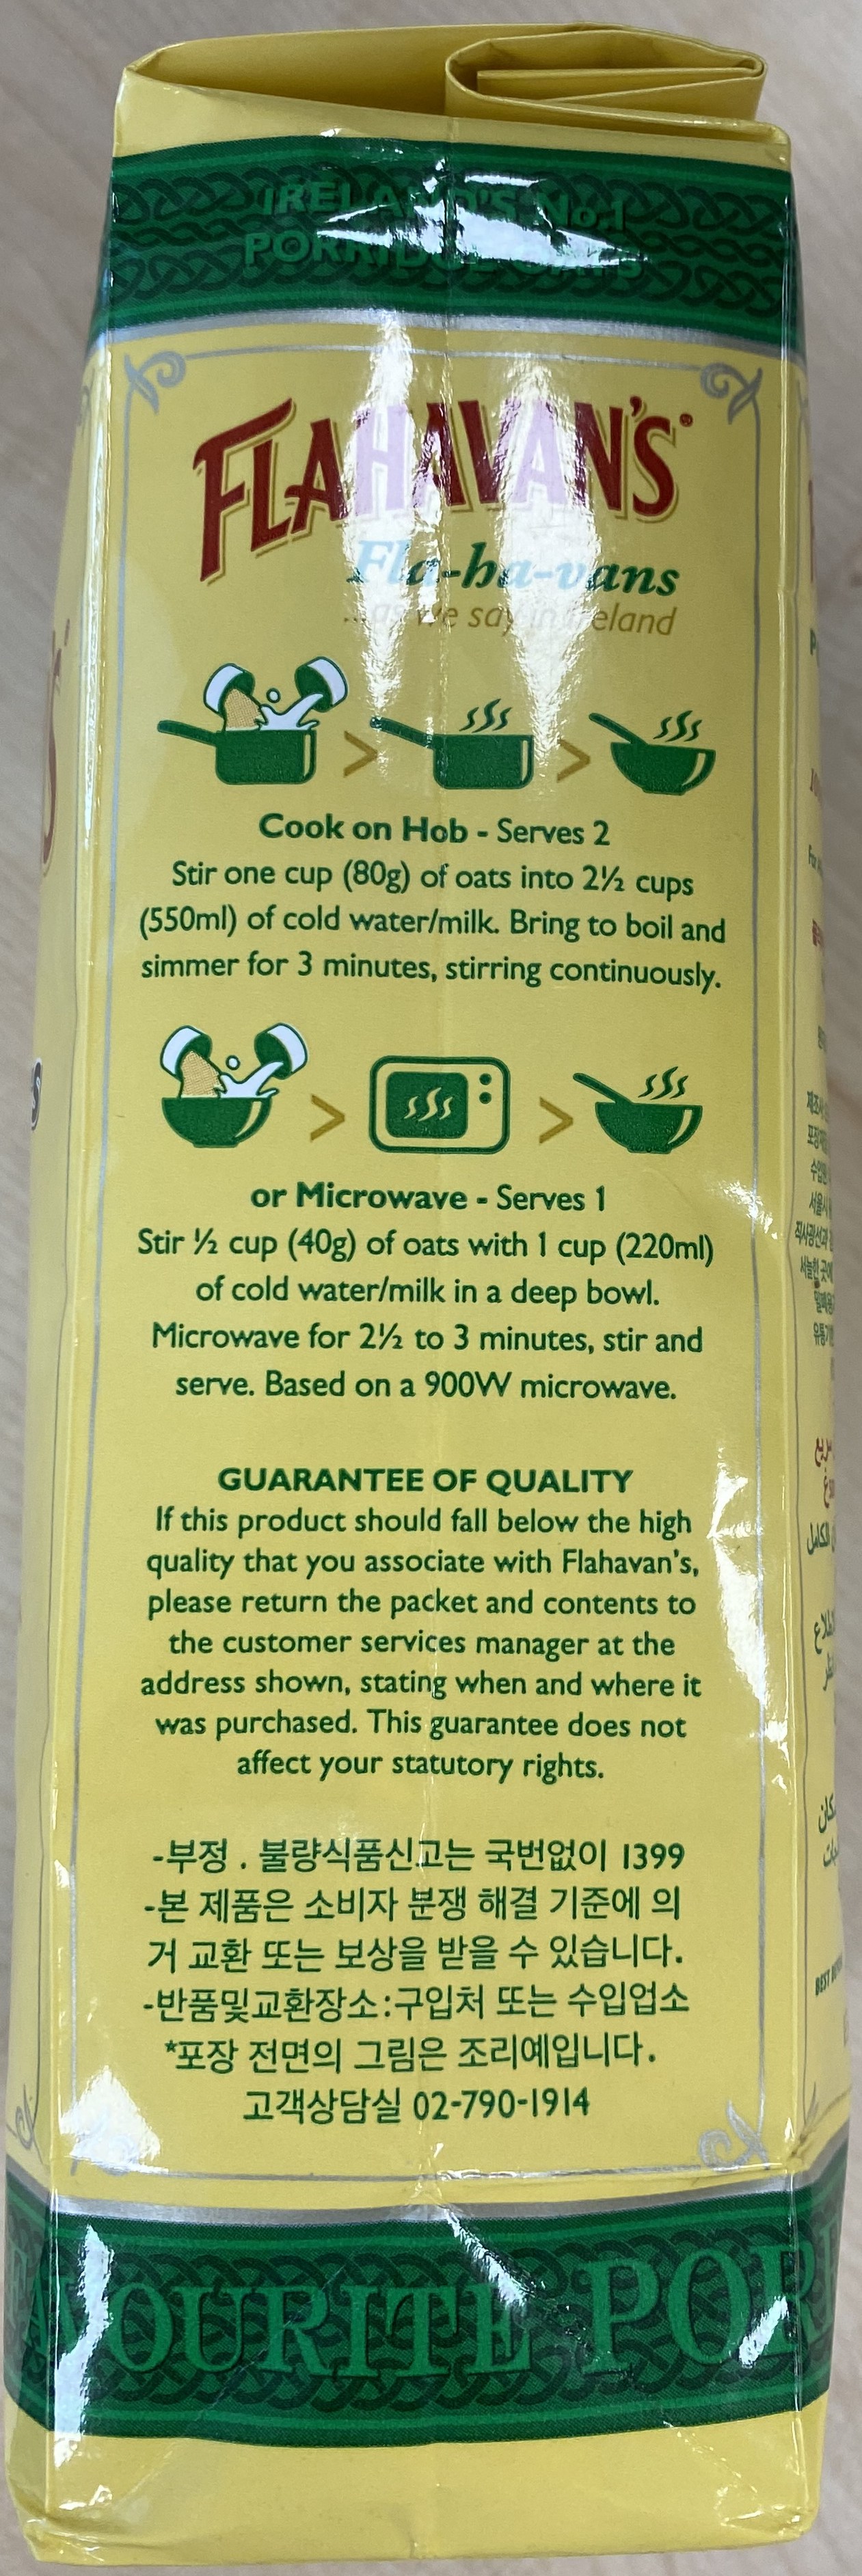 IRELAND'S No.1
PORRIDGE OATS
FLAHAVAN'S
Fla-ha-vans
...as we say in Ireland
Cook on Hob - Serves 2
Stir one cup (80g) of oats into 2½ cups
(550ml) of cold water/milk. Bring to boil and
simmer for 3 minutes, stirring continuously.
or Microwave - Serves 1
Stir ½ cup (40g) of oats with 1 cup (220ml)
of cold water/milk in a deep bowl.
Microwave for 2½ to 3 minutes, stir and
serve. Based on a 900W microwave.
GUARANTEE OF QUALITY
If this product should fall below the high
quality that you associate with Flahavan's,
please return the packet and contents to
the customer services manager at the
address shown, stating when and where it
was purchased. This guarantee does not
affect your statutory rights.
-부정 . 불량식품신고는 국번없이 1399
-본 제품은 소비자 분쟁 해결 기준에 의
거 교환 또는 보상을 받을 수 있습니다.
-반품및교환장소:구입처 또는 수입업소
*포장 전면의 그림은 조리예입니다.
고객상담실 02-790-1914
FAVOURITE POR